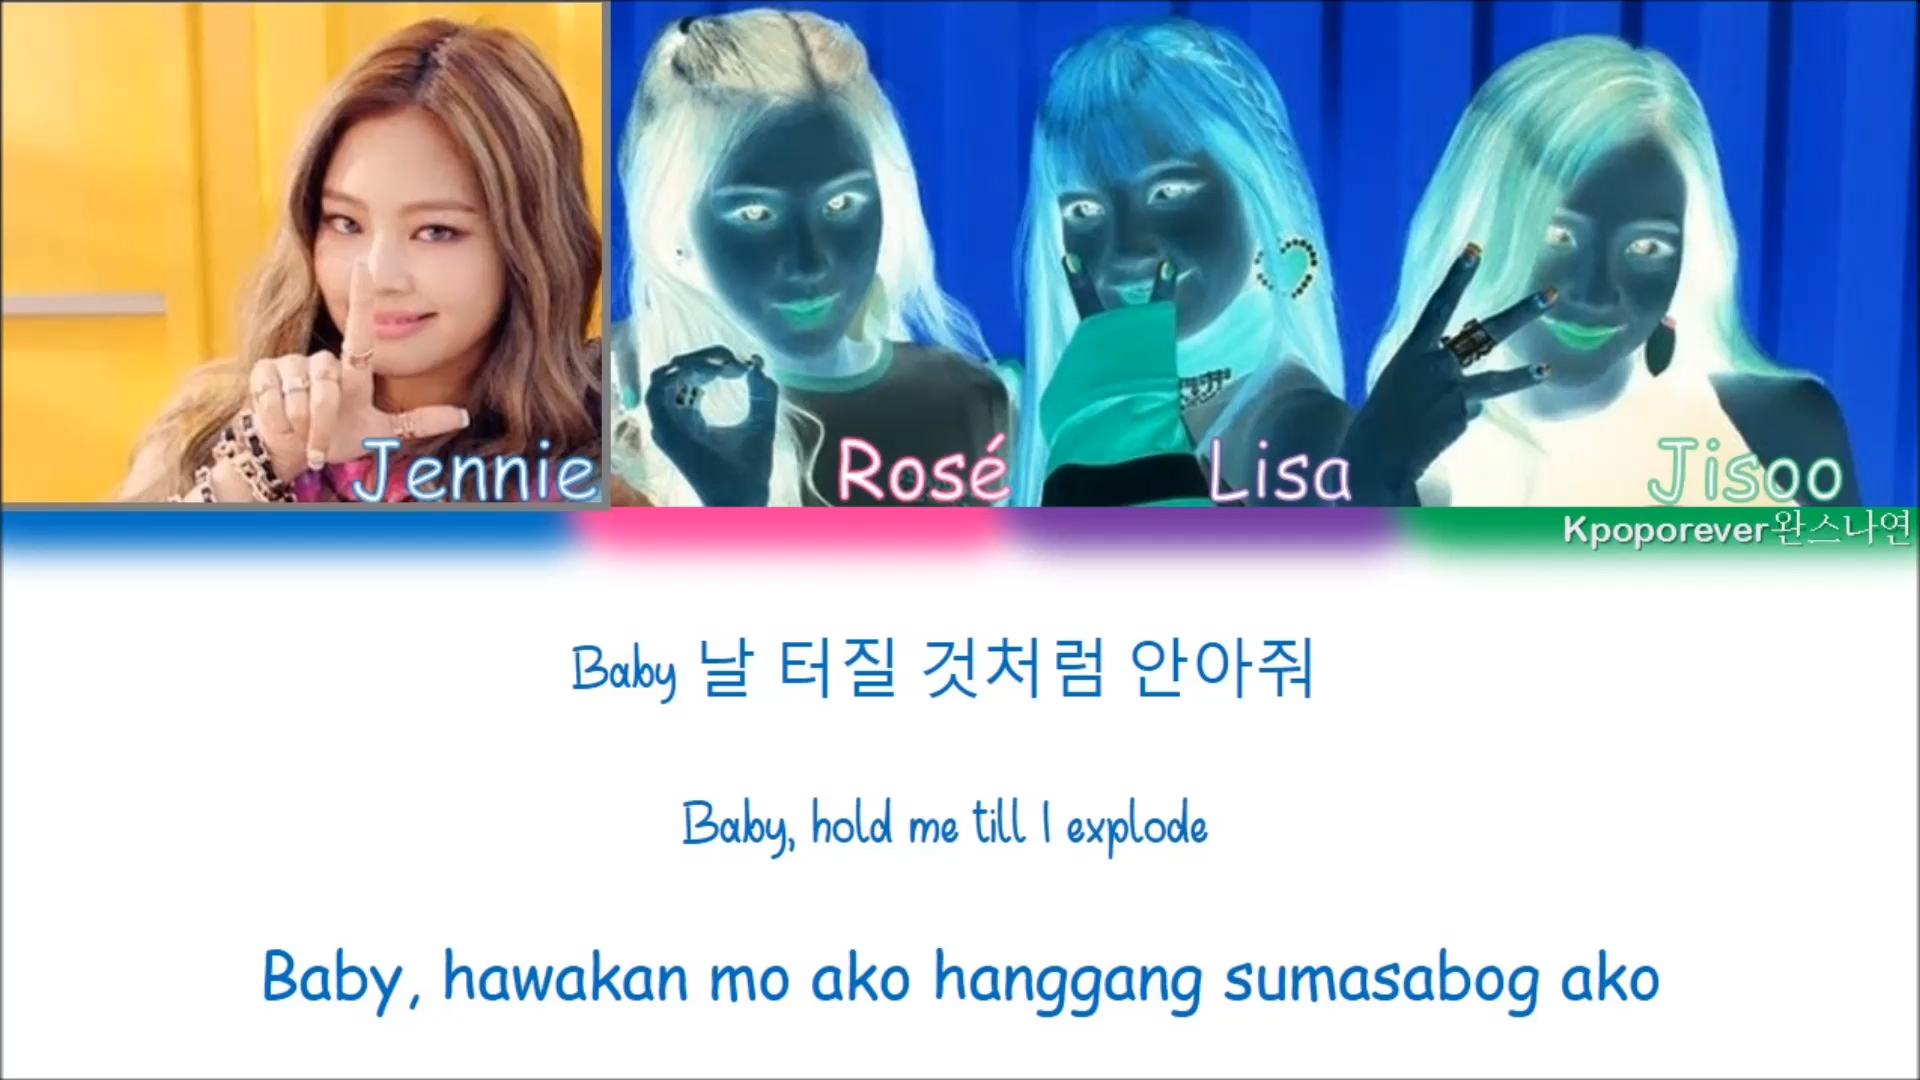 Jennie
Rosé
Lisa
Jisoo
Kpoporever완스나연
Baby 날 터질 것처럼 안아줘
Baby, hold me till I explode
Baby, hawakan mo ako hanggang sumasabog ako